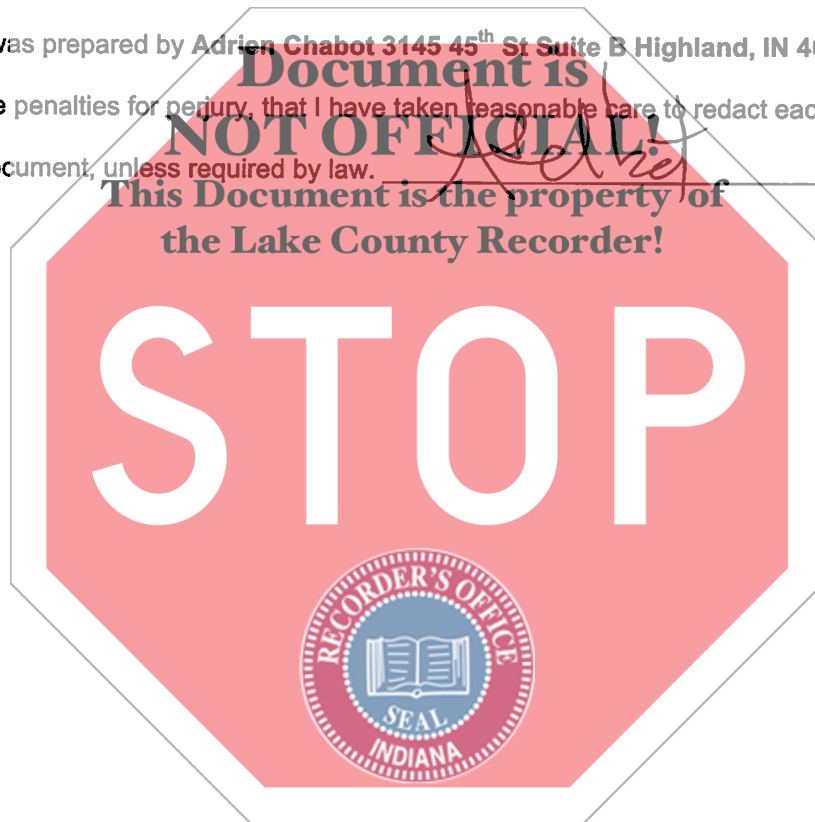 was prepared by Adrien Chabot 3145 45th St Suite B Highland, IN 46
Document is
e penalties for perjury, that I have taken reasonable care to redact eac
NOT OFFICIAL!
cument, unless required by law.
This Document is the property of
the Lake County Recorder!
STOP
RECORDER'S OFFICE
SEAL
INDIANA